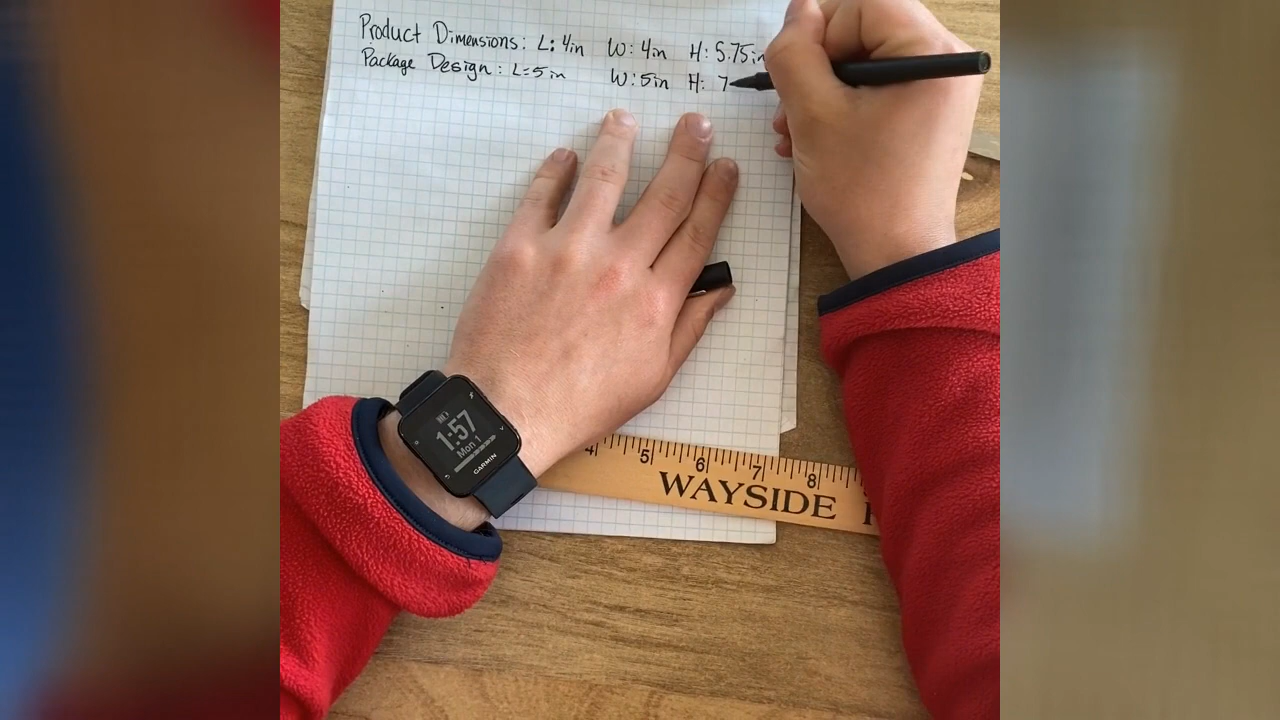 Product Dimensions: L: 4in W: 4in H: 5.75in
Package Design: L=5in W: 5in H: 7
1:57
Mon 1
GARMIN
4 5 6 7 8
WAYSIDE